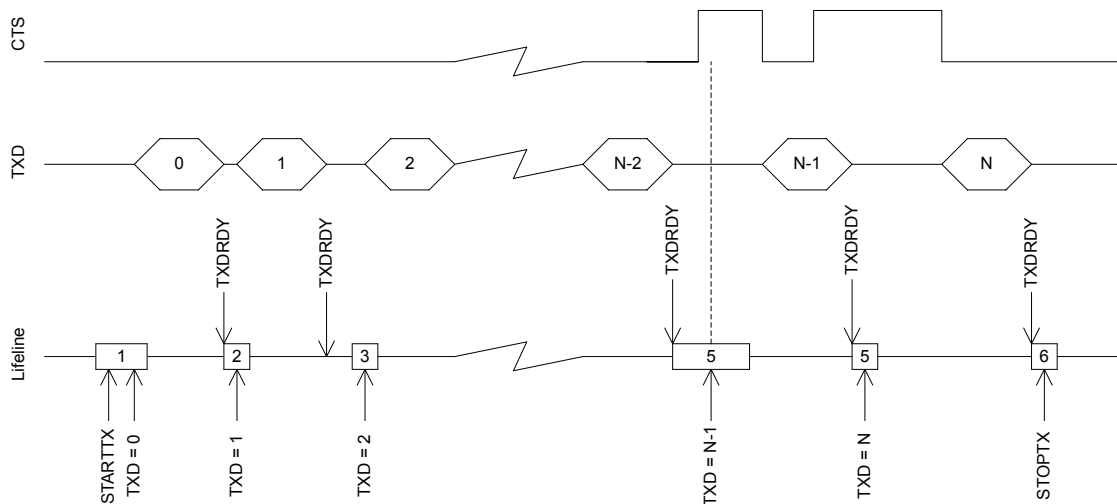 CTS
TXD
0
1
2
N-2
N-1
N
TXDRDY
TXDRDY
TXDRDY
TXDRDY
TXDRDY
Lifeline
1
2
3
5
5
6
STARTTX
TXD = 0
TXD = 1
TXD = 2
TXD = N-1
TXD = N
STOPTX